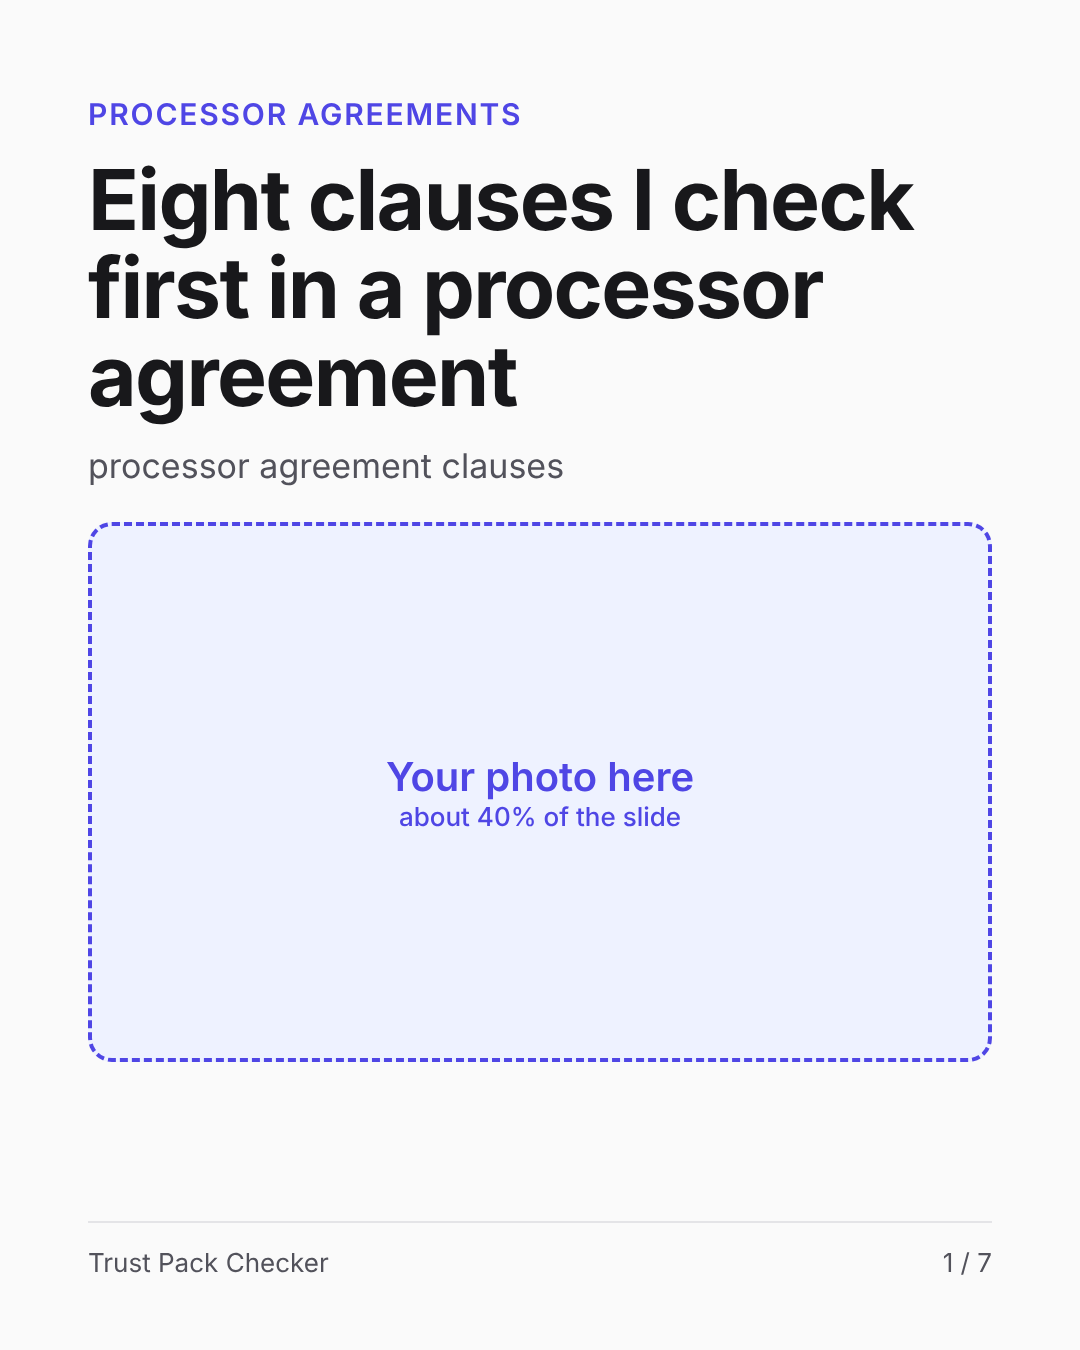 PROCESSOR AGREEMENTS
Eight clauses I check
first in a processor
agreement
processor agreement clauses
Your photo here
about 40% of the slide
Trust Pack Checker
1 / 7